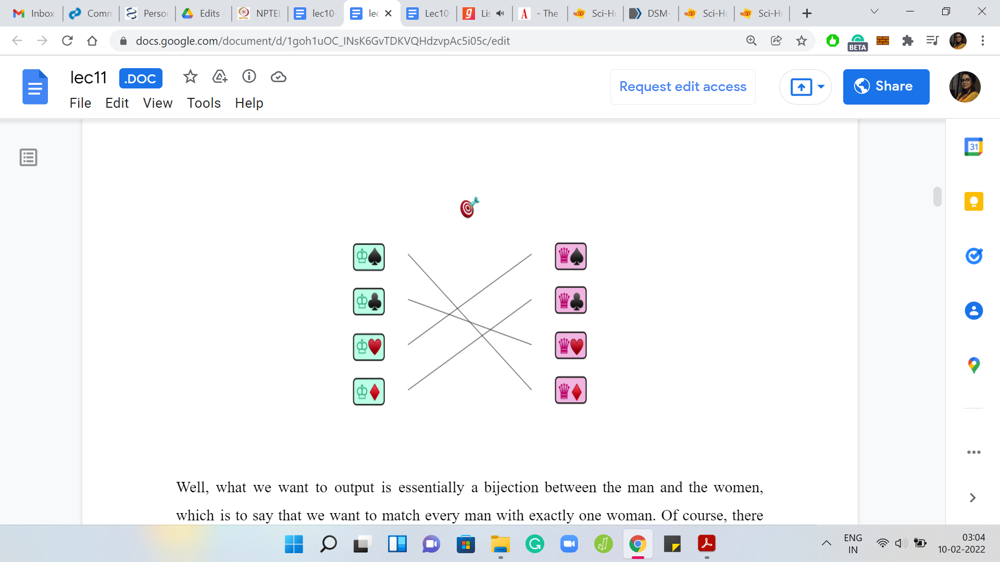 Inbox
Comm
Person
Edits -
NPTEL
lec10-
lec
Lec10
Lis
- The
Sci-Hu
DSM-
Sci-Hu
Sci-Hu
docs.google.com/document/d/1goh1uOC_INsK6GvTDKVQHdzvpAc5i05c/edit
BETA
lec11 .DOC
File Edit View Tools Help
Request edit access
Share
31
Well, what we want to output is essentially a bijection between the man and the women,
which is to say that we want to match every man with exactly one woman. Of course, there
ENG
IN
03:04
10-02-2022